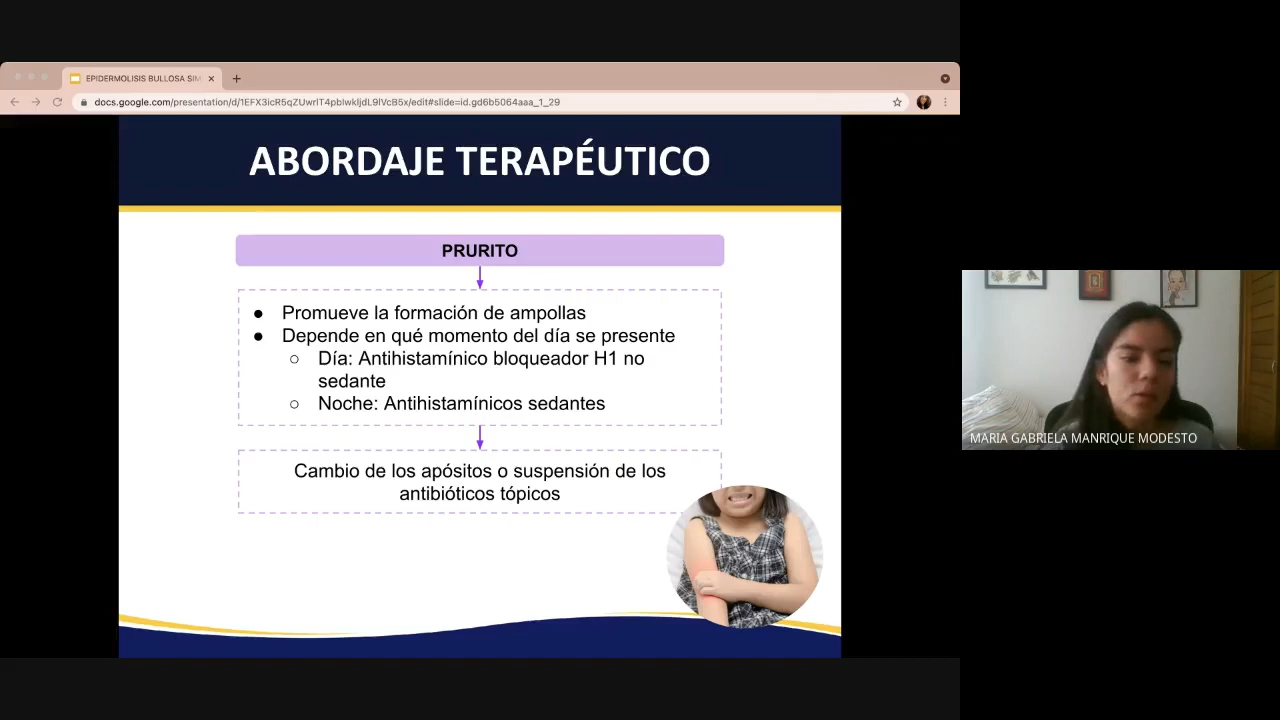 EPIDERMOLISIS BULLOSA SIM
docs.google.com/presentation/d/1EFX3icR5qZUwrlT4pblwkljdL9lVcB5x/edit#slide=id.gd6b5064aaa_1_29
ABORDAJE TERAPÉUTICO
PRURITO
● Promueve la formación de ampollas
● Depende en qué momento del día se presente
○ Día: Antihistamínico bloqueador H1 no
sedante
○ Noche: Antihistamínicos sedantes
Cambio de los apósitos o suspensión de los
antibióticos tópicos
MARIA GABRIELA MANRIQUE MODESTO